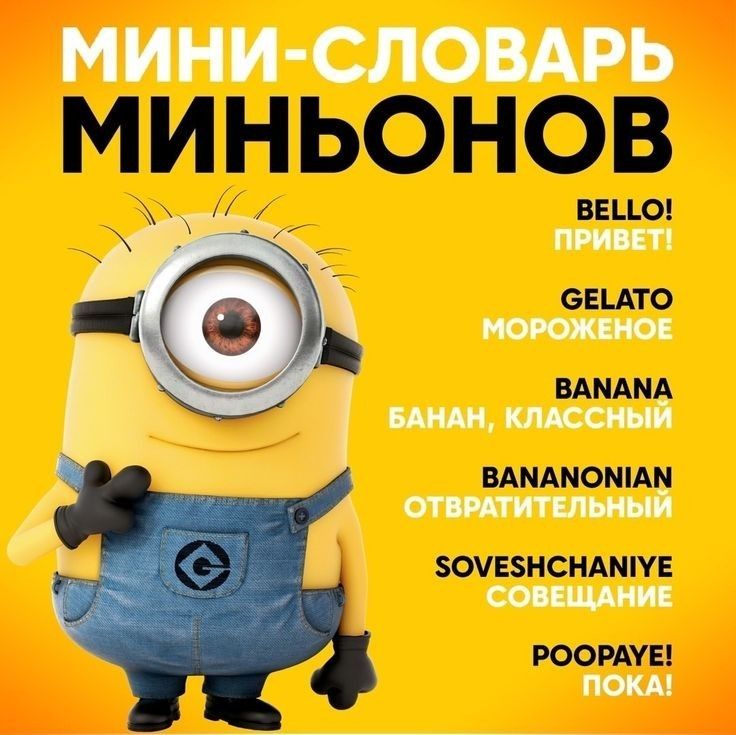 МИНИ-СЛОВАРЬ
МИНЬОНОВ
BELLO!
ПРИВЕТ!
GELATO
МОРОЖЕНОЕ
BANANA
БАНАН, КЛАССНЫЙ
BANANONIAN
ОТВРАТИТЕЛЬНЫЙ
SOVESHCHANIYE
СОВЕЩАНИЕ
POOPAYE!
ПОКА!